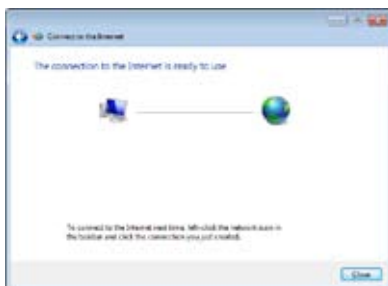 Connect to the Internet
The connection to the Internet is ready to use
To connect to the Internet next time, left-click the network icon in
the taskbar and click the connection you just created.
Close